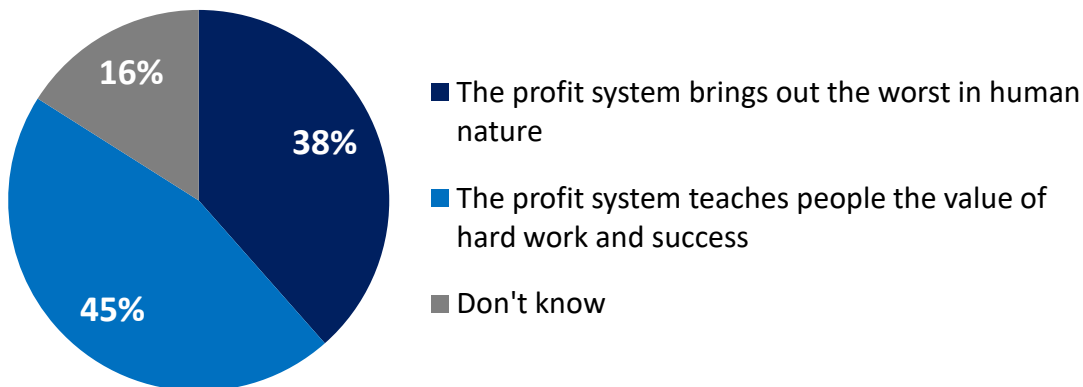 16%
38%
45%
The profit system brings out the worst in human
nature
The profit system teaches people the value of
hard work and success
Don't know